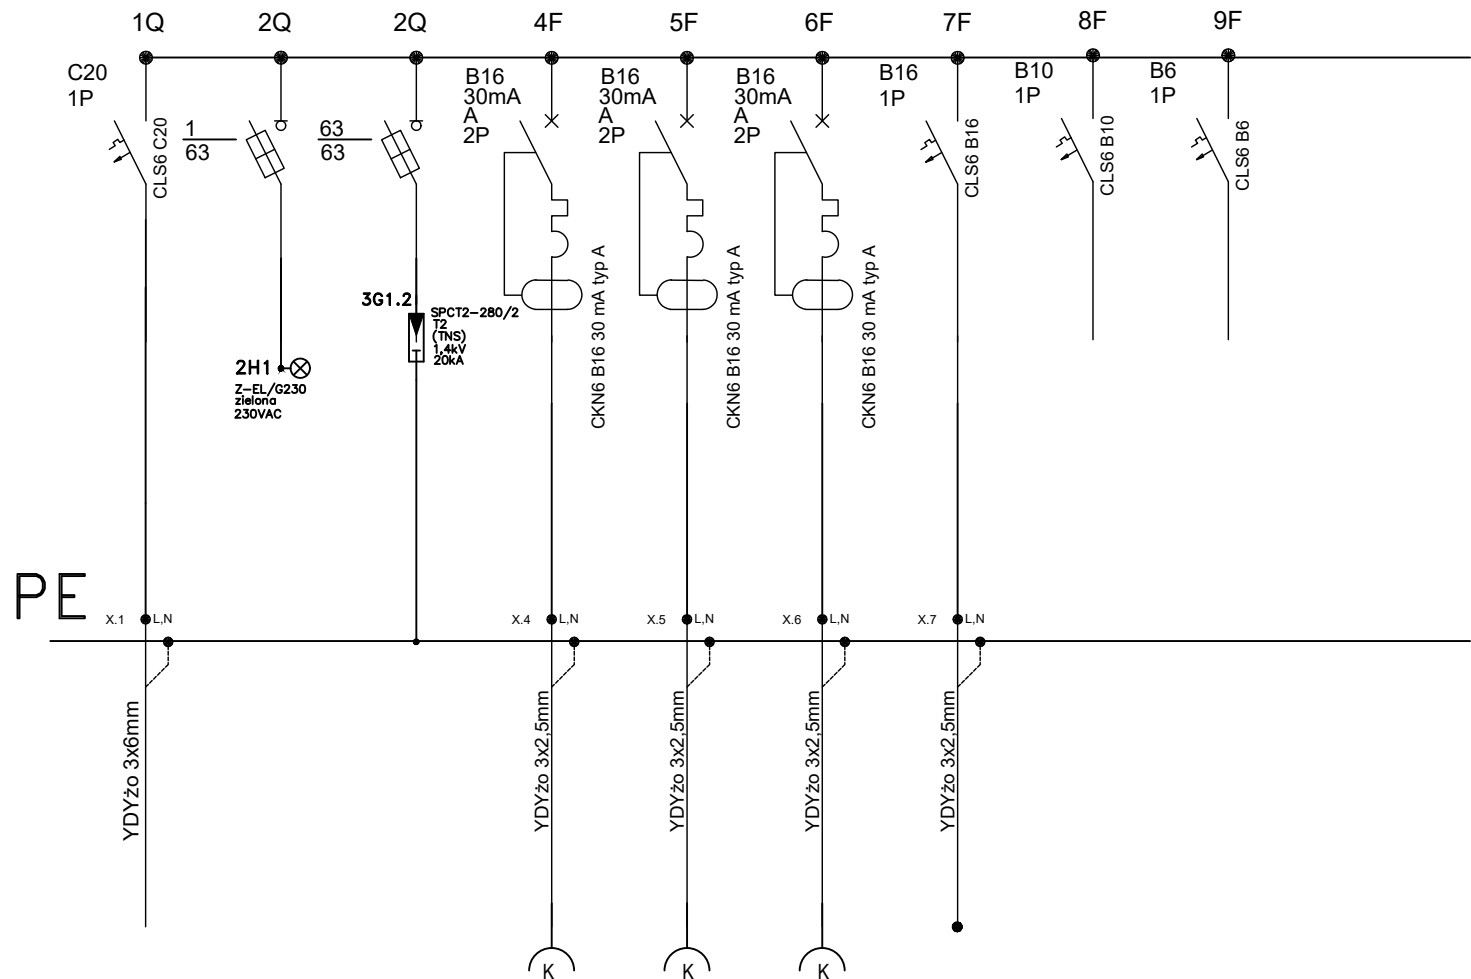 1Q
2Q
2Q
4F
5F
6F
7F
8F
9F
C20
1P
CLS6 C20
1
63
63
63
B16
30mA
A
2P
B16
30mA
A
2P
B16
30mA
A
2P
B16
1P
CLS6 B16
B10
1P
CLS6 B10
B6
1P
CLS6 B6
2H1
Z-EL/G230
zielona
230VAC
3G1.2
SPCT2-280/2
T2
(TNS)
1,4kV
20kA
CKN6 B16 30 mA typ A
CKN6 B16 30 mA typ A
CKN6 B16 30 mA typ A
PE
X.1 L,N
X.4 L,N
X.5 L,N
X.6 L,N
X.7 L,N
YDYżo 3x6mm
YDYżo 3x2,5mm
YDYżo 3x2,5mm
YDYżo 3x2,5mm
YDYżo 3x2,5mm
K
K
K